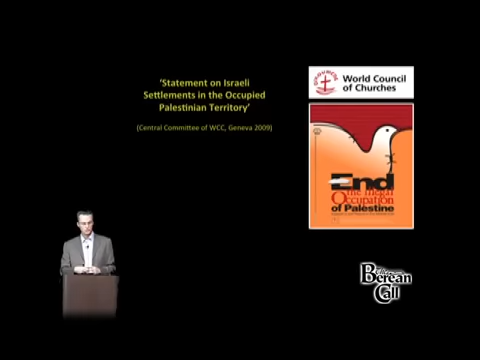 'Statement on Israeli
Settlements in the Occupied
Palestinian Territory'
(Central Committee of WCC, Geneva 2009)
World Council
of Churches
End
the Illegal
Occupation
of Palestine
Berean
Call